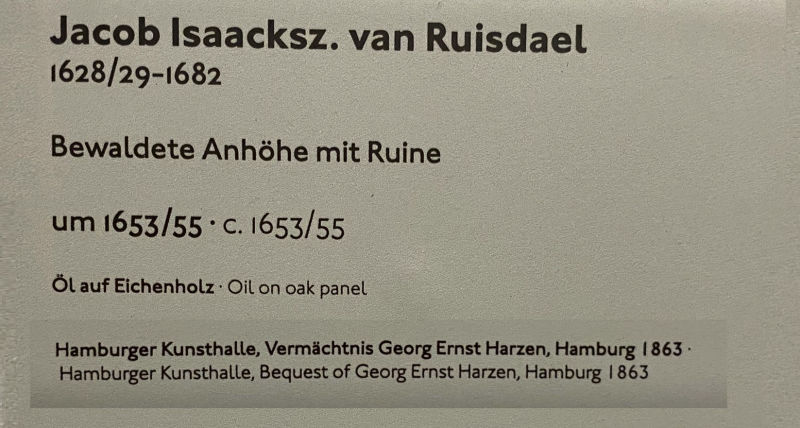 Jacob Isaacksz. van Ruisdael
1628/29-1682
Bewaldete Anhöhe mit Ruine
um 1653/55 · c. 1653/55
Öl auf Eichenholz · Oil on oak panel
Hamburger Kunsthalle, Vermächtnis Georg Ernst Harzen, Hamburg 1863 ·
Hamburger Kunsthalle, Bequest of Georg Ernst Harzen, Hamburg 1863